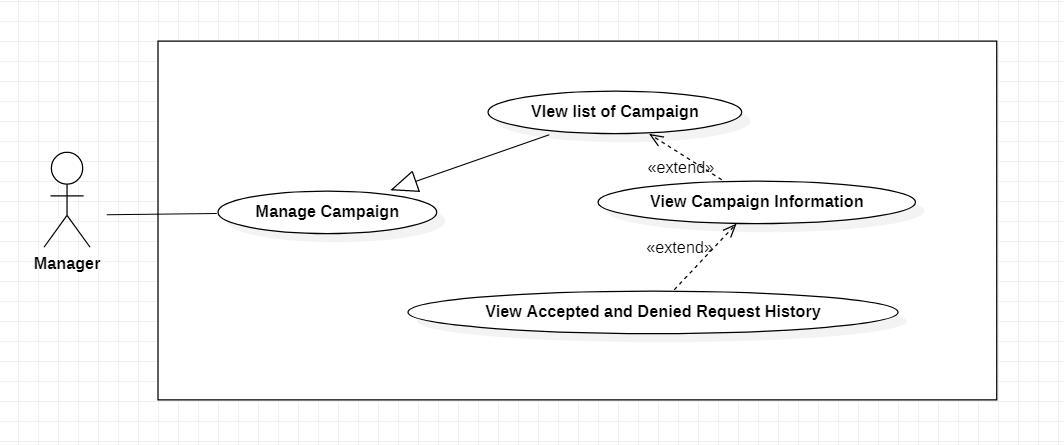 VIew list of Campaign
«extend»
Manage Campaign
View Campaign Information
«extend»
Manager
View Accepted and Denied Request History